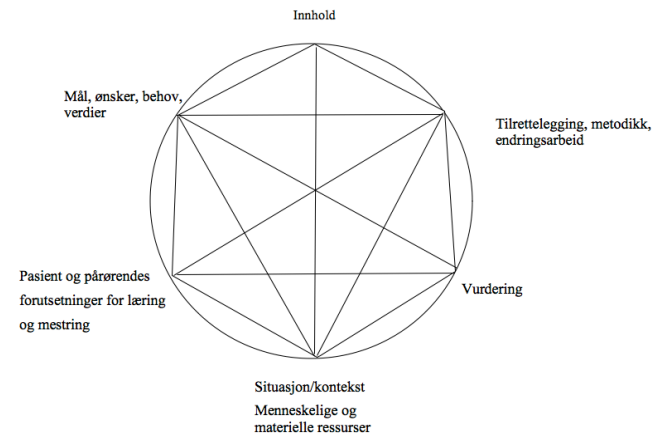 Innhold
Mål, ønsker, behov,
verdier
Tilrettelegging, metodikk,
endringsarbeid
Pasient og pårørendes
forutsetninger for læring
og mestring
Vurdering
Situasjon/kontekst
Menneskelige og
materielle ressurser